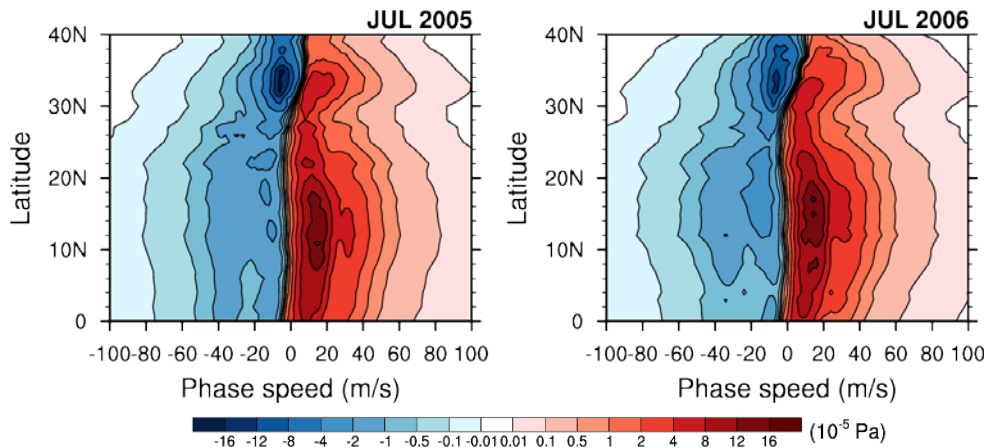 JUL 2005
JUL 2006
40N
30N
20N
10N
0
Latitude
-100 -80 -60 -40 -20 0 20 40 60 80 100
Phase speed (m/s)
40N
30N
20N
10N
0
Latitude
-100 -80 -60 -40 -20 0 20 40 60 80 100
Phase speed (m/s)
-16 -12 -8 -4 -2 -1 -0.5 -0.1 -0.01 0.01 0.1 0.5 1 2 4 8 12 16
(10⁻⁵ Pa)